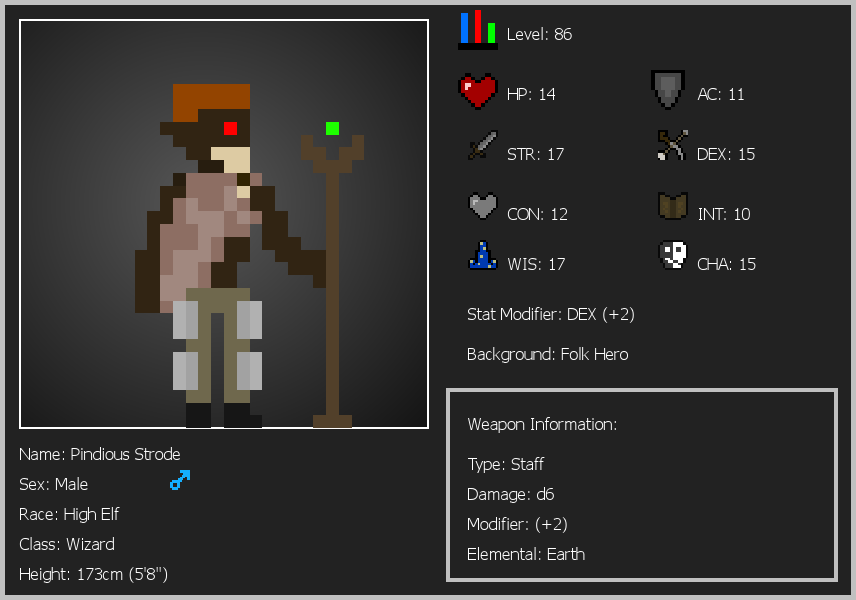 Level: 86
HP: 14
AC: 11
STR: 17
DEX: 15
CON: 12
INT: 10
WIS: 17
CHA: 15
Stat Modifier: DEX (+2)
Background: Folk Hero
Weapon Information:
Type: Staff
Damage: d6
Modifier: (+2)
Elemental: Earth
Name: Pindious Strode
Sex: Male
Race: High Elf
Class: Wizard
Height: 173cm (5'8")